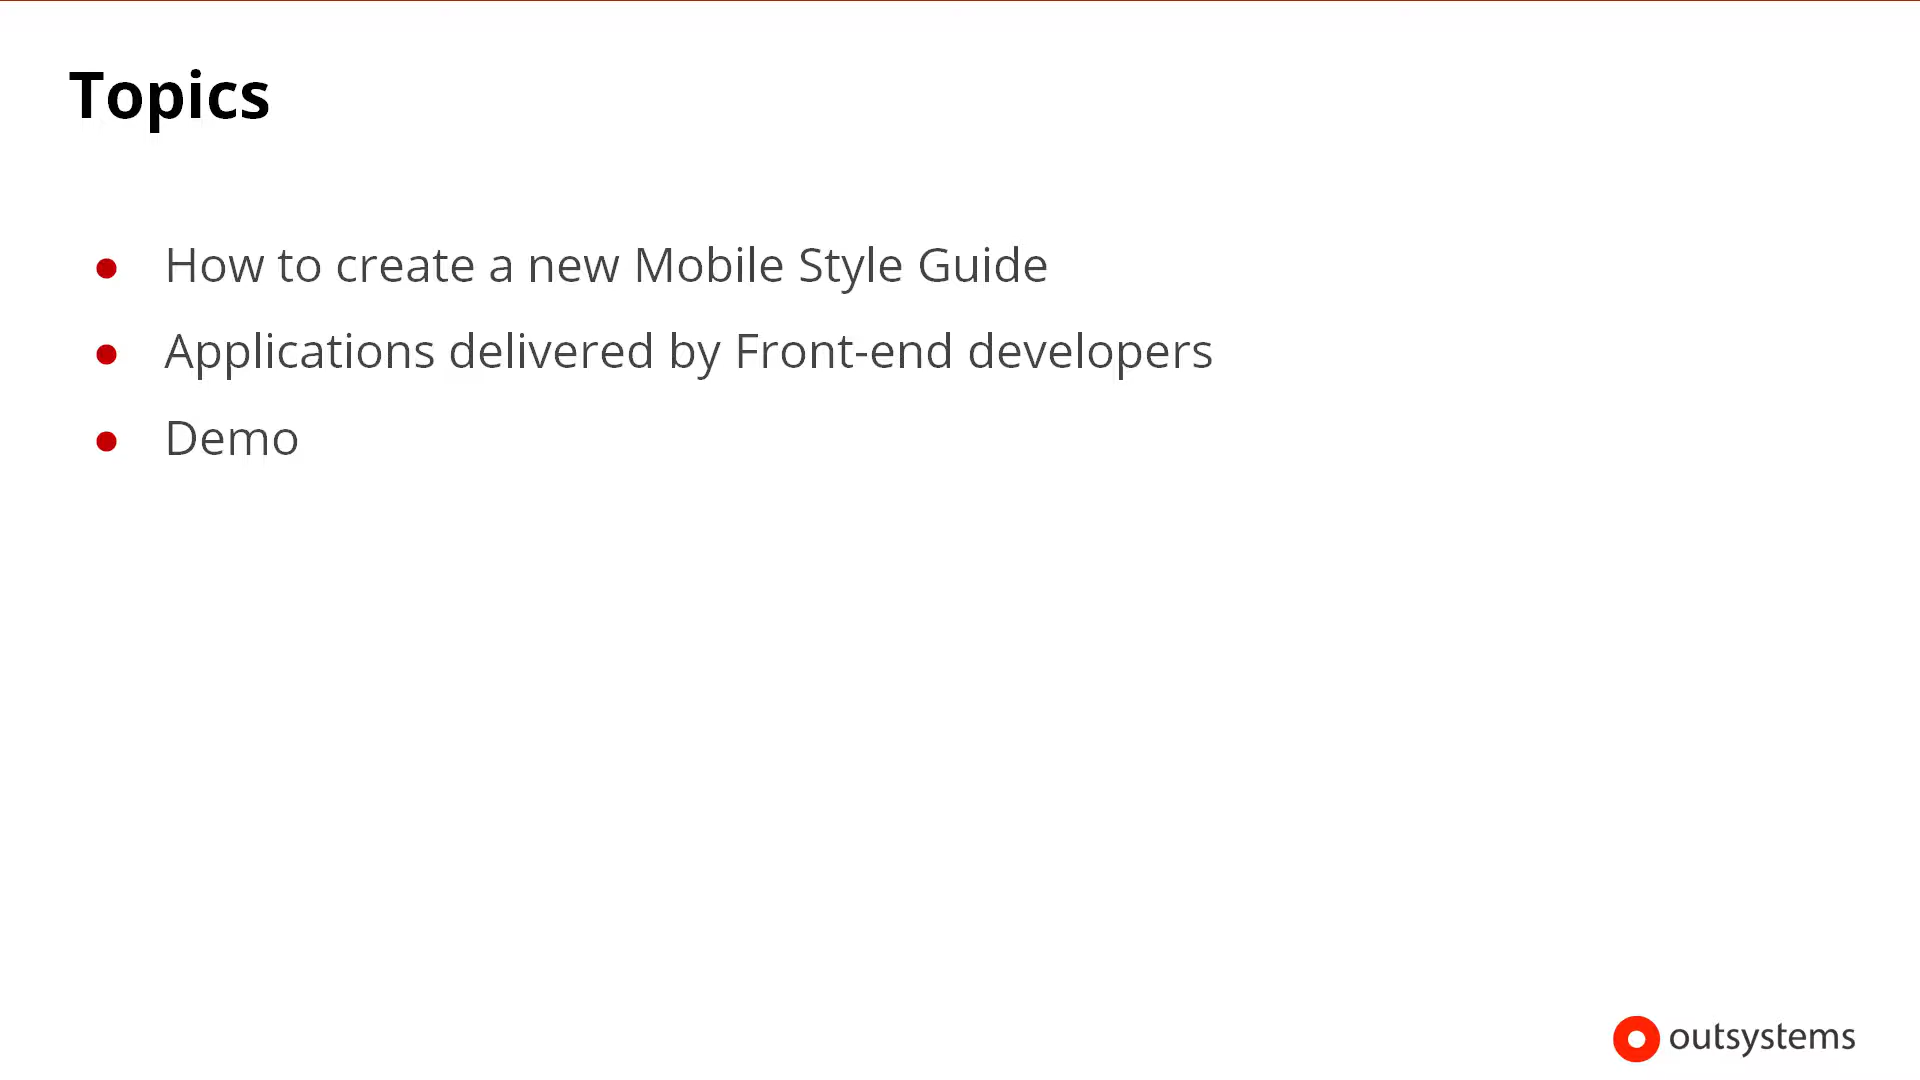 Topics
How to create a new Mobile Style Guide
Applications delivered by Front-end developers
Demo
outsystems